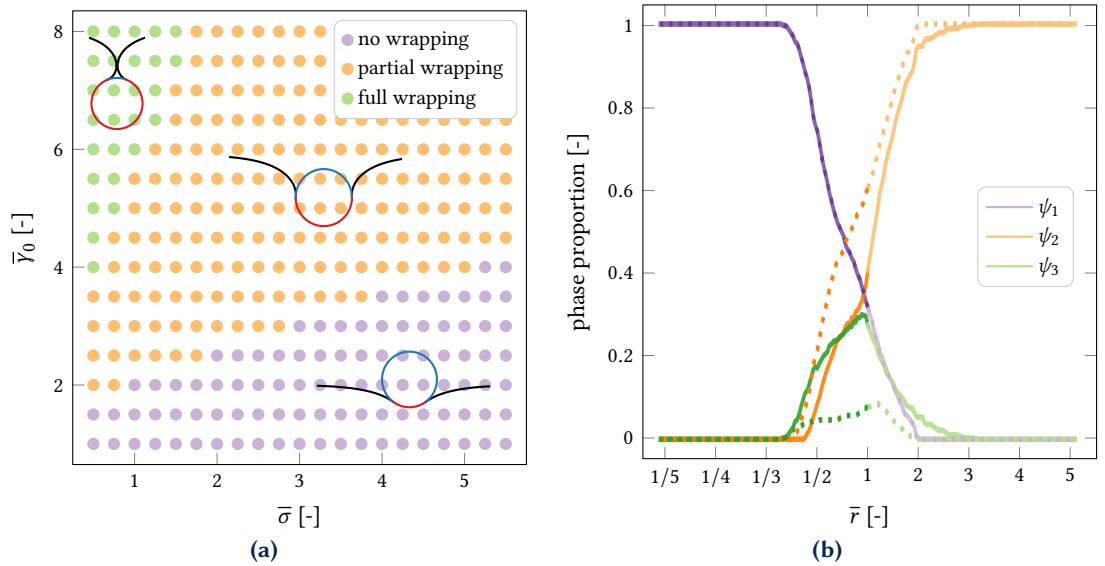 8
6
4
2
γ̅₀ [-]
no wrapping
partial wrapping
full wrapping
1
2
3
4
5
σ̅ [-]
(a)
1
0.8
0.6
0.4
0.2
0
phase proportion [-]
ψ₁
ψ₂
ψ₃
1/5
1/4
1/3
1/2
1
2
3
4
5
r̅ [-]
(b)